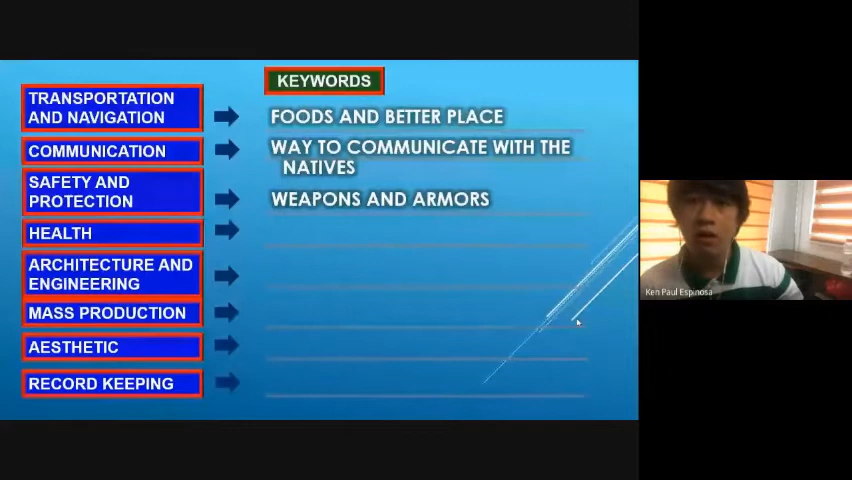 KEYWORDS
TRANSPORTATION
AND NAVIGATION
FOODS AND BETTER PLACE
COMMUNICATION
WAY TO COMMUNICATE WITH THE
NATIVES
SAFETY AND
PROTECTION
WEAPONS AND ARMORS
HEALTH
ARCHITECTURE AND
ENGINEERING
MASS PRODUCTION
AESTHETIC
RECORD KEEPING
Ken Paul Espinosa